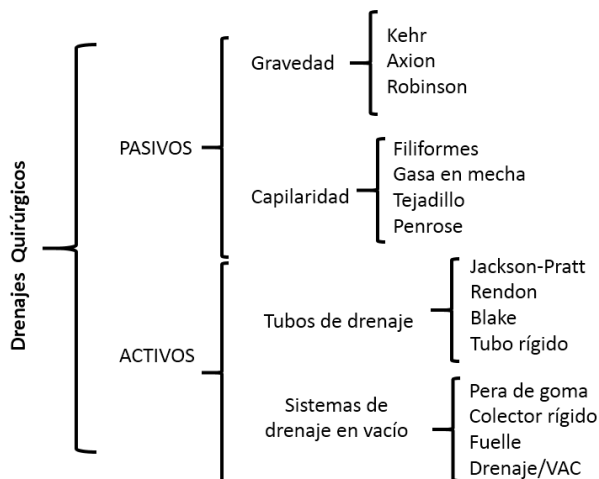 Drenajes Quirúrgicos
PASIVOS
Gravedad
Kehr
Axion
Robinson
Capilaridad
Filiformes
Gasa en mecha
Tejadillo
Penrose
ACTIVOS
Tubos de drenaje
Jackson-Pratt
Rendon
Blake
Tubo rígido
Sistemas de
drenaje en vacío
Pera de goma
Colector rígido
Fuelle
Drenaje/VAC